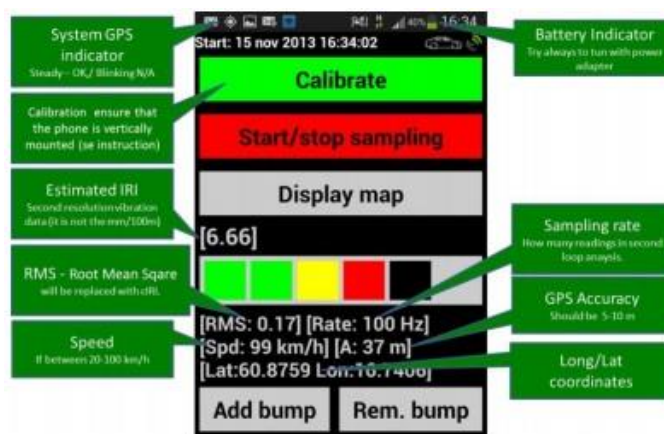 System GPS
indicator
Steady – OK,/ Blinking N/A
Calibration ensure that
the phone is vertically
mounted (se instruction)
Estimated IRI
Second resolution vibration
data (it is not the mm/100m)
RMS - Root Mean Sqare
will be replaced with cIRI.
Speed
If between 20-100 km/h
40% 16:34
Start: 15 nov 2013 16:34:02
Calibrate
Start/stop sampling
Display map
[6.66]
[RMS: 0.17] [Rate: 100 Hz]
[Spd: 99 km/h] [A: 37 m]
[Lat:60.8759 Lon:16.7406]
Add bump
Rem. bump
Battery Indicator
Try always to tun with power
adapter
Sampling rate
How many readings in second
loop anaysis.
GPS Accuracy
Should be 5-10 m
Long/Lat
coordinates